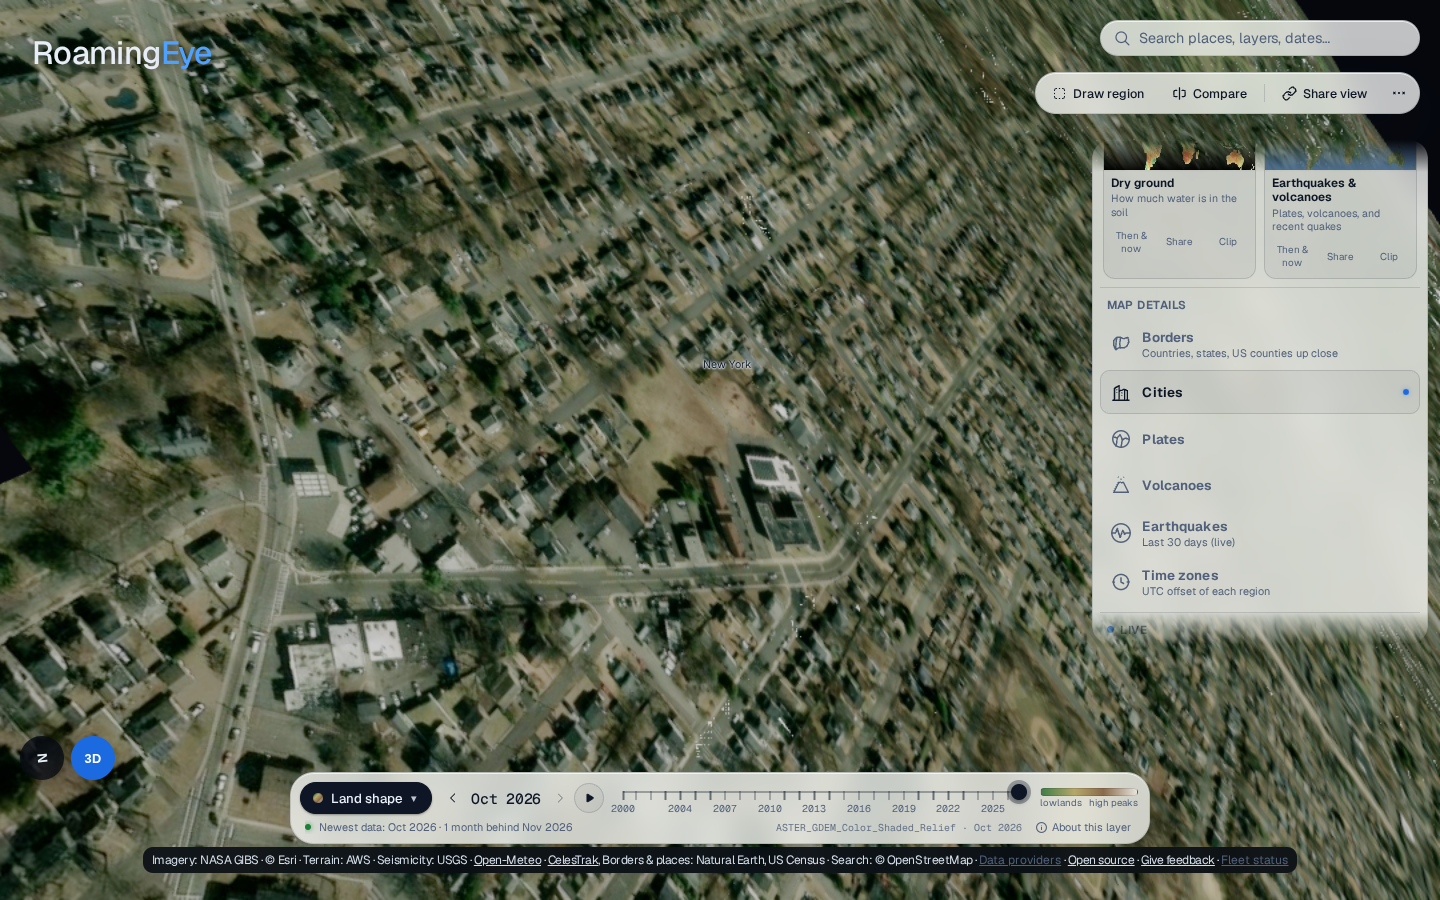 RoamingEye
Search places, layers, dates...
Draw region
Compare
Share view
Dry ground
How much water is in the
soil
Then &
now
Share
Clip
Earthquakes &
volcanoes
Plates, volcanoes, and
recent quakes
Then &
now
Share
Clip
MAP DETAILS
Borders
Countries, states, US counties up close
Cities
Plates
Volcanoes
Earthquakes
Last 30 days (live)
Time zones
UTC offset of each region
LIVE
New York
N
3D
Land shape
Oct 2026
2000 2004 2007 2010 2013 2016 2019 2022 2025
lowlands high peaks
Newest data: Oct 2026 · 1 month behind Nov 2026
ASTER_GDEM_Color_Shaded_Relief · Oct 2026
About this layer
Imagery: NASA GIBS · © Esri · Terrain: AWS · Seismicity: USGS · Open-Meteo · CelesTrak, Borders & places: Natural Earth, US Census · Search: © OpenStreetMap · Data providers · Open source · Give feedback · Fleet status